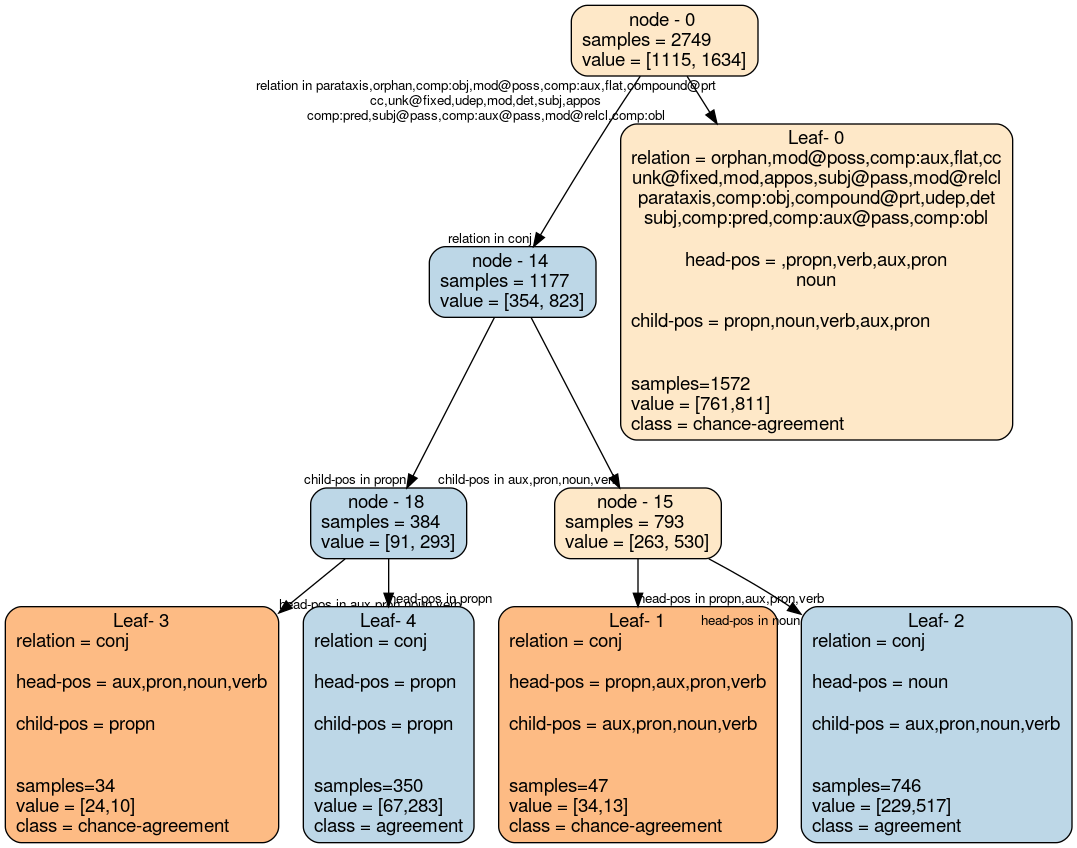 node - 0
samples = 2749
value = [1115, 1634]
relation in parataxis,orphan,comp:obj,mod@poss,comp:aux,flat,compound@prt
cc,unk@fixed,udep,mod,det,subj,appos
comp:pred,subj@pass,comp:aux@pass,mod@relcl,comp:obl
Leaf- 0
relation = orphan,mod@poss,comp:aux,flat,cc
unk@fixed,mod,appos,subj@pass,mod@relcl
parataxis,comp:obj,compound@prt,udep,det
subj,comp:pred,comp:aux@pass,comp:obl
head-pos = ,propn,verb,aux,pron
noun
child-pos = propn,noun,verb,aux,pron
samples=1572
value = [761,811]
class = chance-agreement
relation in conj
node - 14
samples = 1177
value = [354, 823]
child-pos in propn
child-pos in aux,pron,noun,verb
node - 18
samples = 384
value = [91, 293]
node - 15
samples = 793
value = [263, 530]
head-pos in aux,pron,noun,verb
head-pos in propn
head-pos in propn,aux,pron,verb
head-pos in noun
Leaf- 3
relation = conj
head-pos = aux,pron,noun,verb
child-pos = propn
samples=34
value = [24,10]
class = chance-agreement
Leaf- 4
relation = conj
head-pos = propn
child-pos = propn
samples=350
value = [67,283]
class = agreement
Leaf- 1
relation = conj
head-pos = propn,aux,pron,verb
child-pos = aux,pron,noun,verb
samples=47
value = [34,13]
class = chance-agreement
Leaf- 2
relation = conj
head-pos = noun
child-pos = aux,pron,noun,verb
samples=746
value = [229,517]
class = agreement